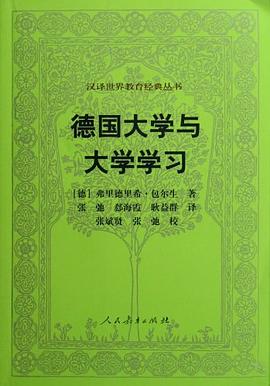 汉译世界教育经典丛书
德国大学与
大学学习
[德] 弗里德里希·包尔生 著
张 弛 郄海霞 耿益群 译
张斌贤 张 弛 校
人民教育出版社